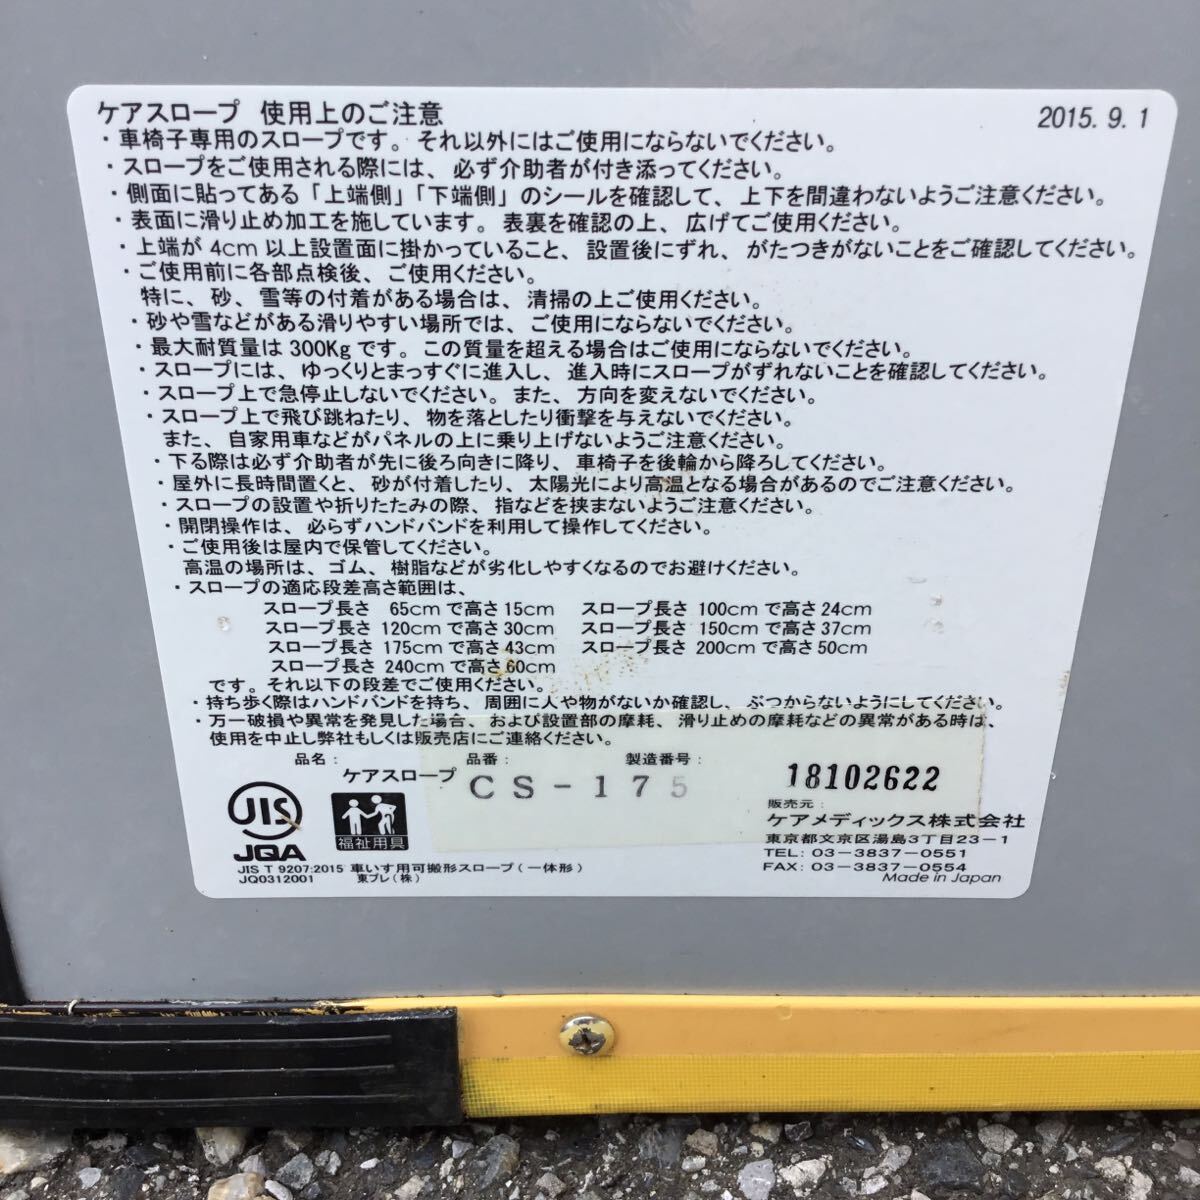 ケアスロープ 使用上のご注意
2015. 9. 1
・車椅子専用のスロープです。それ以外にはご使用にならないでください。
・スロープをご使用される際には、必ず介助者が付き添ってください。
・側面に貼ってある「上端側」「下端側」のシールを確認して、上下を間違わないようご注意ください。
・表面に滑り止め加工を施しています。表裏を確認の上、広げてご使用ください。
・上端が 4cm 以上設置面に掛かっていること、設置後にずれ、がたつきがないことをご確認してください。
・ご使用前に各部点検後、ご使用ください。
特に、砂、雪等の付着がある場合は、清掃の上ご使用ください。
・砂や雪などがある滑りやすい場所では、ご使用にならないでください。
・最大耐質量は 300Kg です。この質量を超える場合はご使用にならないでください。
・スロープには、ゆっくりとまっすぐに進入し、進入時にスロープがずれないことを確認してください。
・スロープ上で急停止しないでください。また、方向を変えないでください。
・スロープ上で飛び跳ねたり、物を落としたり衝撃を与えないでください。
また、自家用車などがパネルの上に乗り上げないようご注意ください。
・下る際は必ず介助者が先に後ろ向きに降り、車椅子を後輪から降ろしてください。
・屋外に長時間置くと、砂が付着したり、太陽光により高温となる場合があるのでご注意ください。
・スロープの設置や折りたたみの際、指などを挟まないようご注意ください。
・開閉操作は、必らずハンドバンドを利用して操作してください。
・ご使用後は屋内で保管してください。
高温の場所は、ゴム、樹脂などが劣化しやすくなるのでお避けください。
・スロープの適応段差高さ範囲は、
スロープ長さ 65cm で高さ15cm スロープ長さ 100cm で高さ24cm
スロープ長さ 120cm で高さ30cm スロープ長さ 150cm で高さ37cm
スロープ長さ 175cm で高さ43cm スロープ長さ 200cm で高さ50cm
スロープ長さ 240cm で高さ60cm
です。それ以下の段差でご使用ください。
・持ち歩く際はハンドバンドを持ち、周囲に人や物がないか確認し、ぶつからないようにしてください。
・万一破損や異常を発見した場合、および設置部の摩耗、滑り止めの摩耗などの異常がある時は、
使用を中止し弊社もしくは販売店にご連絡ください。
品名: 品番: 製造番号:
ケアスロープ CS-175 18102622
JIS
JQA
福祉用具
JIS T 9207:2015 車いす用可搬形スロープ(一体形)
JQ0312001 東プレ(株)
販売元:
ケアメディックス株式会社
東京都文京区湯島3丁目23-1
TEL: 03-3837-0551
FAX: 03-3837-0554
Made in Japan